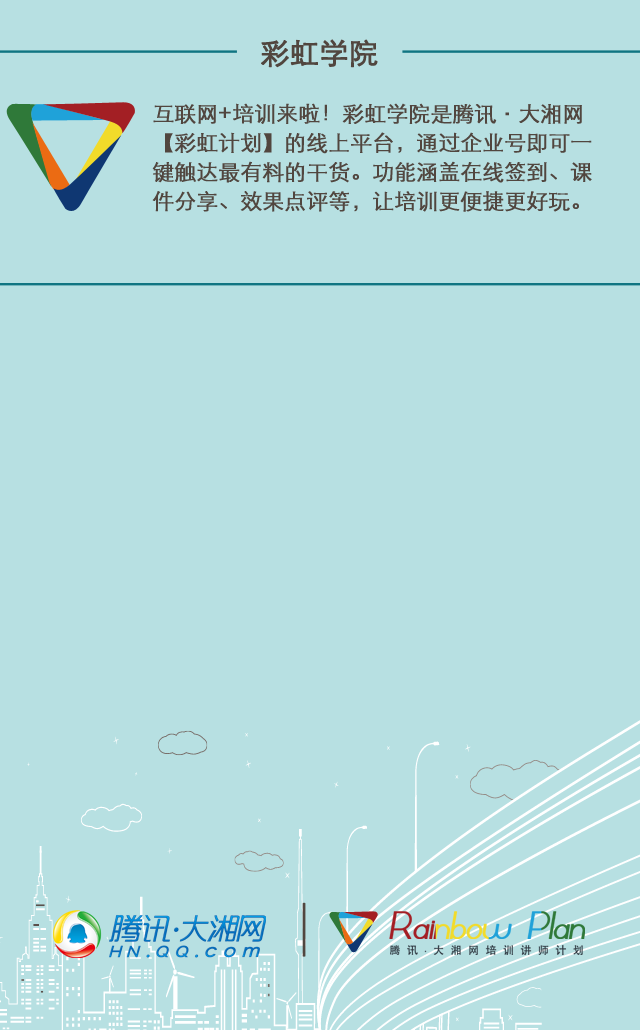 彩虹学院
互联网+培训来啦！彩虹学院是腾讯·大湘网
【彩虹计划】的线上平台，通过企业号即可一
键触达最有料的干货。功能涵盖在线签到、课
件分享、效果点评等，让培训更便捷更好玩。
腾讯·大湘网
HN.QQ.com
Rainbow Plan
腾讯·大湘网培训讲师计划